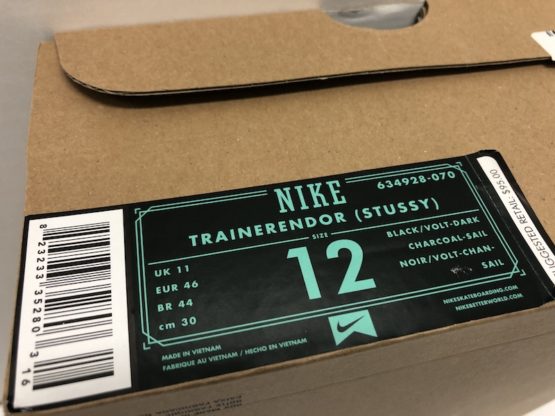 NIKE
634928-070
TRAINERENDOR (STUSSY)
SIZE
12
UK 11
EUR 46
BR 44
cm 30
BLACK/VOLT-DARK
CHARCOAL-SAIL
NOIR/VOLT-CHAN-
SAIL
NIKESKATEBOARDING.COM
NIKEBETTERWORLD.COM
MADE IN VIETNAM
FABRIQUE AU VIETNAM / HECHO EN VIETNAM
8 23233 35280 3 16
UGGESTED RETAIL: $95.00